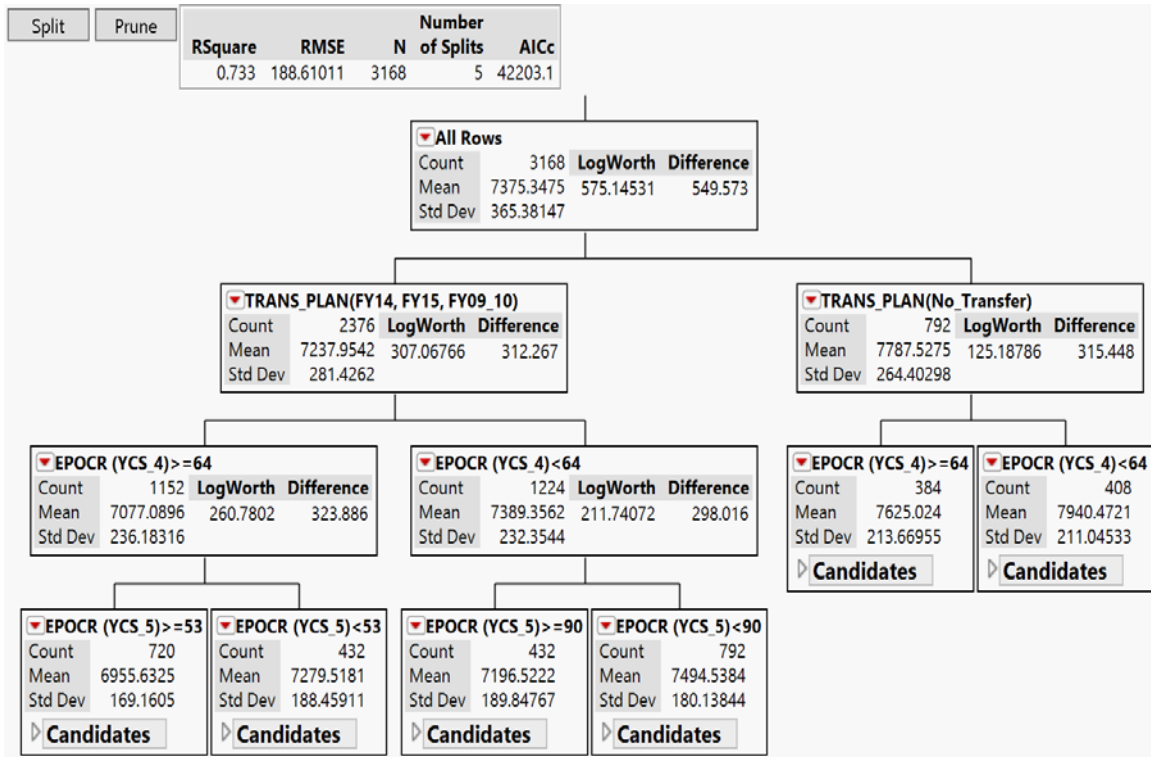 Split Prune
Number
RSquare RMSE N of Splits AICc
0.733 188.61011 3168 5 42203.1
All Rows
Count 3168 LogWorth Difference
Mean 7375.3475 575.14531 549.573
Std Dev 365.38147
TRANS_PLAN(FY14, FY15, FY09_10)
Count 2376 LogWorth Difference
Mean 7237.9542 307.06766 312.267
Std Dev 281.4262
TRANS_PLAN(No_Transfer)
Count 792 LogWorth Difference
Mean 7787.5275 125.18786 315.448
Std Dev 264.40298
EPOCR (YCS_4)>=64
Count 1152 LogWorth Difference
Mean 7077.0896 260.7802 323.886
Std Dev 236.18316
EPOCR (YCS_4)<64
Count 1224 LogWorth Difference
Mean 7389.3562 211.74072 298.016
Std Dev 232.3544
EPOCR (YCS_4)>=64
Count 384
Mean 7625.024
Std Dev 213.66955
Candidates
EPOCR (YCS_4)<64
Count 408
Mean 7940.4721
Std Dev 211.04533
Candidates
EPOCR (YCS_5)>=53
Count 720
Mean 6955.6325
Std Dev 169.1605
Candidates
EPOCR (YCS_5)<53
Count 432
Mean 7279.5181
Std Dev 188.45911
Candidates
EPOCR (YCS_5)>=90
Count 432
Mean 7196.5222
Std Dev 189.84767
Candidates
EPOCR (YCS_5)<90
Count 792
Mean 7494.5384
Std Dev 180.13844
Candidates